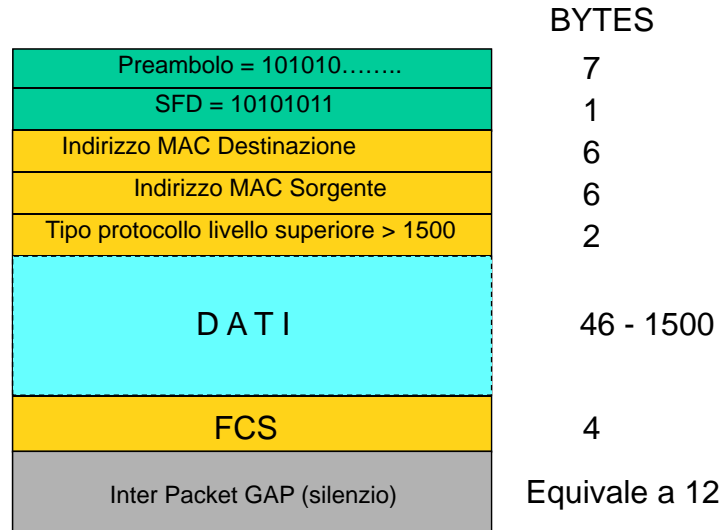 BYTES
Preambolo = 101010........ 7
SFD = 10101011 1
Indirizzo MAC Destinazione 6
Indirizzo MAC Sorgente 6
Tipo protocollo livello superiore > 1500 2
D A T I 46 - 1500
FCS 4
Inter Packet GAP (silenzio) Equivale a 12